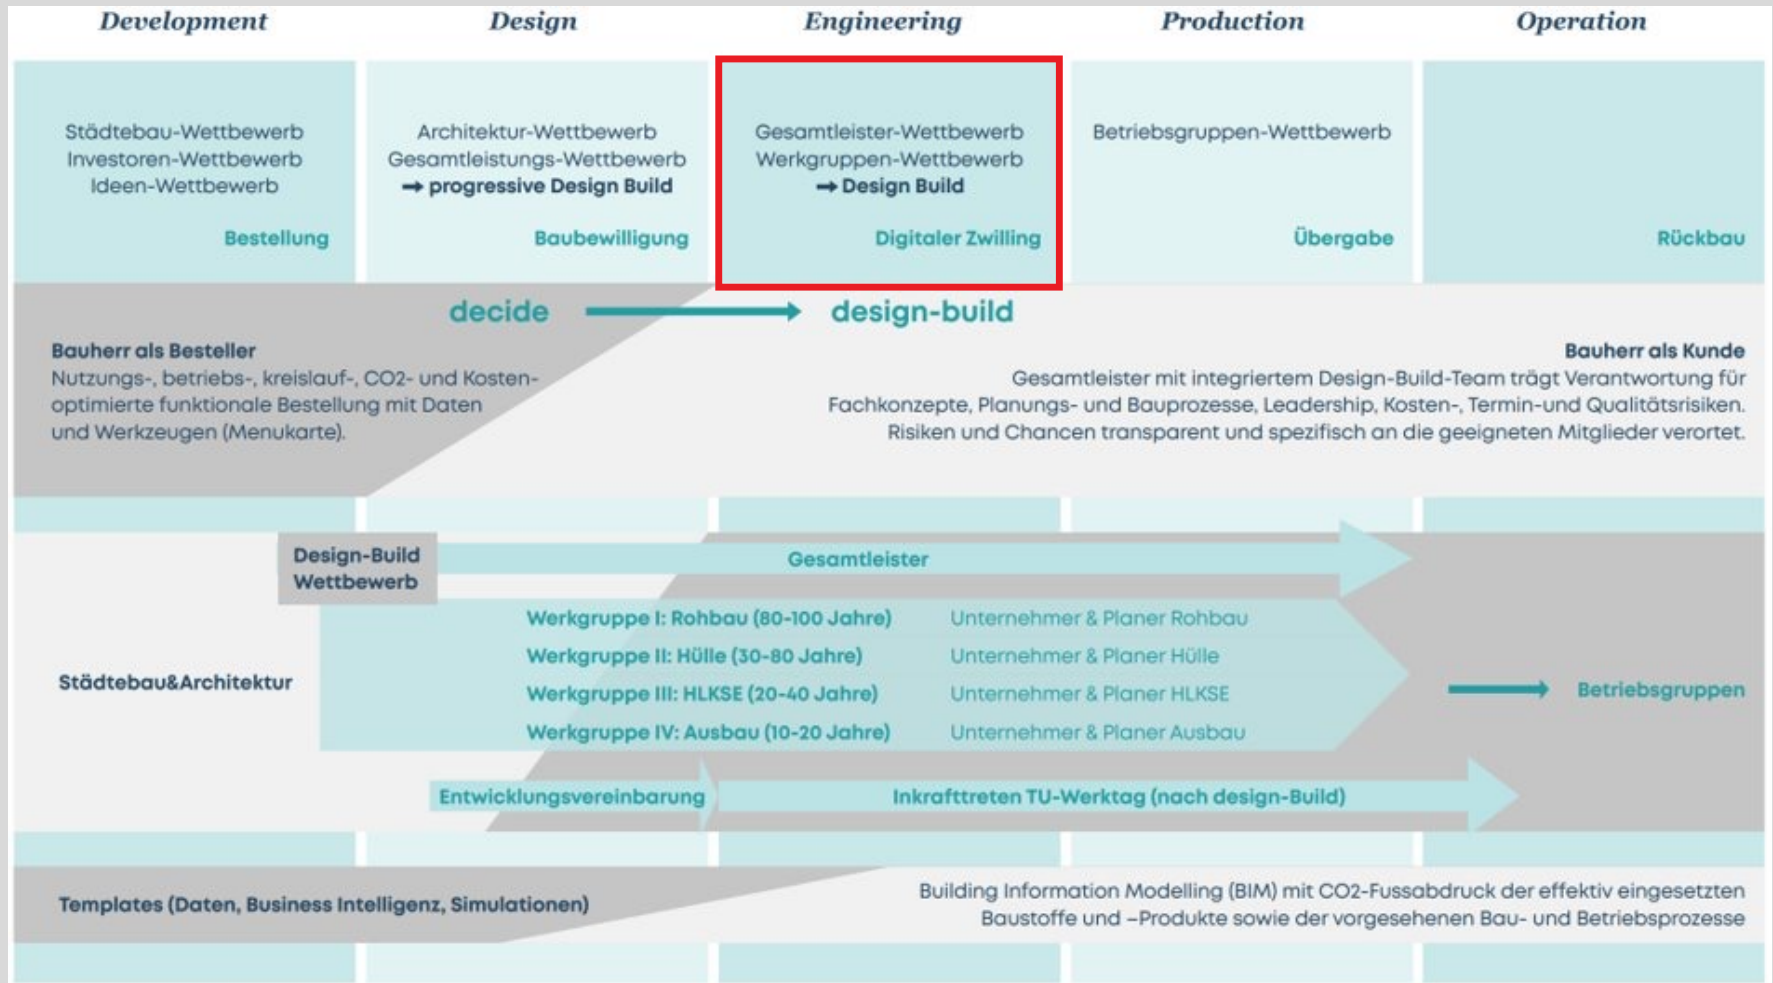 Development
Design
Engineering
Production
Operation
Städtebau-Wettbewerb
Investoren-Wettbewerb
Ideen-Wettbewerb
Bestellung
Architektur-Wettbewerb
Gesamtleistungs-Wettbewerb
→ progressive Design Build
Baubewilligung
Gesamtleister-Wettbewerb
Werkgruppen-Wettbewerb
→ Design Build
Digitaler Zwilling
Betriebsgruppen-Wettbewerb
Übergabe
Rückbau
decide → design-build
Bauherr als Besteller
Nutzungs-, betriebs-, kreislauf-, CO2- und Kosten-
optimierte funktionale Bestellung mit Daten
und Werkzeugen (Menukarte).
Bauherr als Kunde
Gesamtleister mit integriertem Design-Build-Team trägt Verantwortung für
Fachkonzepte, Planungs- und Bauprozesse, Leadership, Kosten-, Termin-und Qualitätsrisiken.
Risiken und Chancen transparent und spezifisch an die geeigneten Mitglieder verortet.
Design-Build
Wettbewerb
Gesamtleister
Städtebau&Architektur
Werkgruppe I: Rohbau (80-100 Jahre) Unternehmer & Planer Rohbau
Werkgruppe II: Hülle (30-80 Jahre) Unternehmer & Planer Hülle
Werkgruppe III: HLKSE (20-40 Jahre) Unternehmer & Planer HLKSE
Werkgruppe IV: Ausbau (10-20 Jahre) Unternehmer & Planer Ausbau
→ Betriebsgruppen
Entwicklungsvereinbarung
Inkrafttreten TU-Werktag (nach design-Build)
Templates (Daten, Business Intelligenz, Simulationen)
Building Information Modelling (BIM) mit CO2-Fussabdruck der effektiv eingesetzten
Baustoffe und –Produkte sowie der vorgesehenen Bau- und Betriebsprozesse